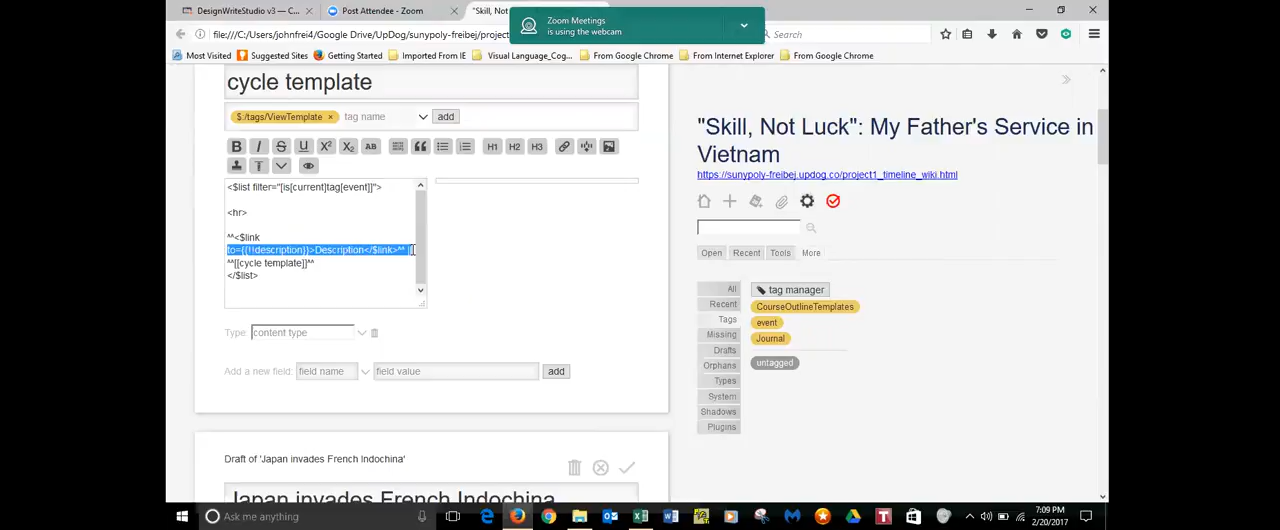 DesignWriteStudio v3 — C...
Post Attendee - Zoom
"Skill, Not Luck": M
Zoom Meetings
is using the webcam
file:///C:/Users/johnfrei4/Google Drive/UpDog/sunypoly-freibej/project
Search
Most Visited
Suggested Sites
Getting Started
Imported From IE
Visual Language_Cog...
From Google Chrome
From Internet Explorer
From Google Chrome
cycle template
$:/tags/ViewTemplate ×
tag name
add
B I S U X² X₂ AB
H1 H2 H3
<$list filter="[is[current]tag[event]]">
<hr>
^^<$link
to={{!!description}}>Description</$link>^^ |
^^[[cycle template]]^^
</$list>
Type:
content type
Add a new field:
field name
field value
add
Draft of 'Japan invades French Indochina'
Japan invades French Indochina
"Skill, Not Luck": My Father's Service in
Vietnam
https://sunypoly-freibej.updog.co/project1_timeline_wiki.html
Open
Recent
Tools
More
All
Recent
Tags
Missing
Drafts
Orphans
Types
System
Shadows
Plugins
tag manager
CourseOutlineTemplates
event
Journal
untagged
Ask me anything
7:09 PM
2/20/2017